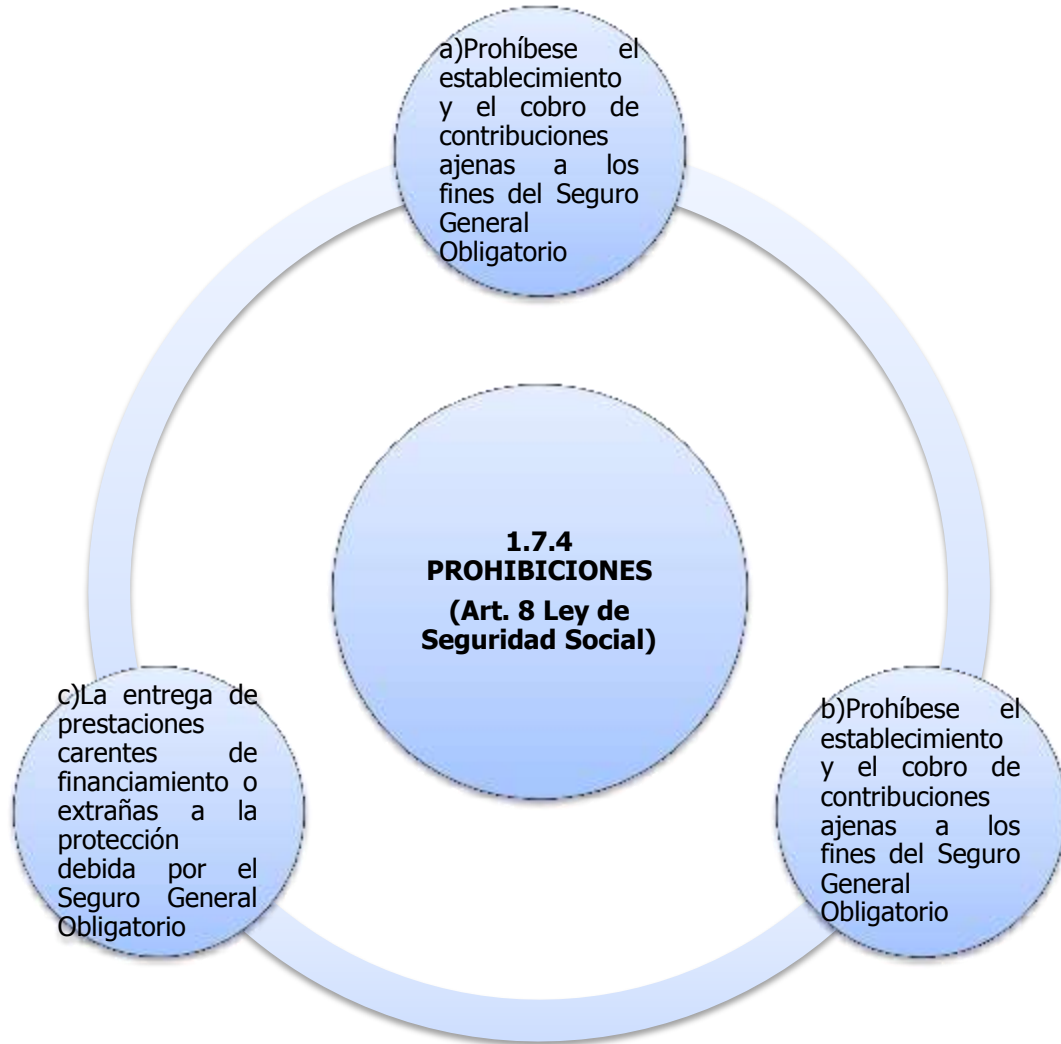 a)Prohíbese el
establecimiento
y el cobro de
contribuciones
ajenas a los
fines del Seguro
General
Obligatorio
1.7.4
PROHIBICIONES
(Art. 8 Ley de
Seguridad Social)
c)La entrega de
prestaciones
carentes de
financiamiento o
extrañas a la
protección
debida por el
Seguro General
Obligatorio
b)Prohíbese el
establecimiento
y el cobro de
contribuciones
ajenas a los
fines del Seguro
General
Obligatorio